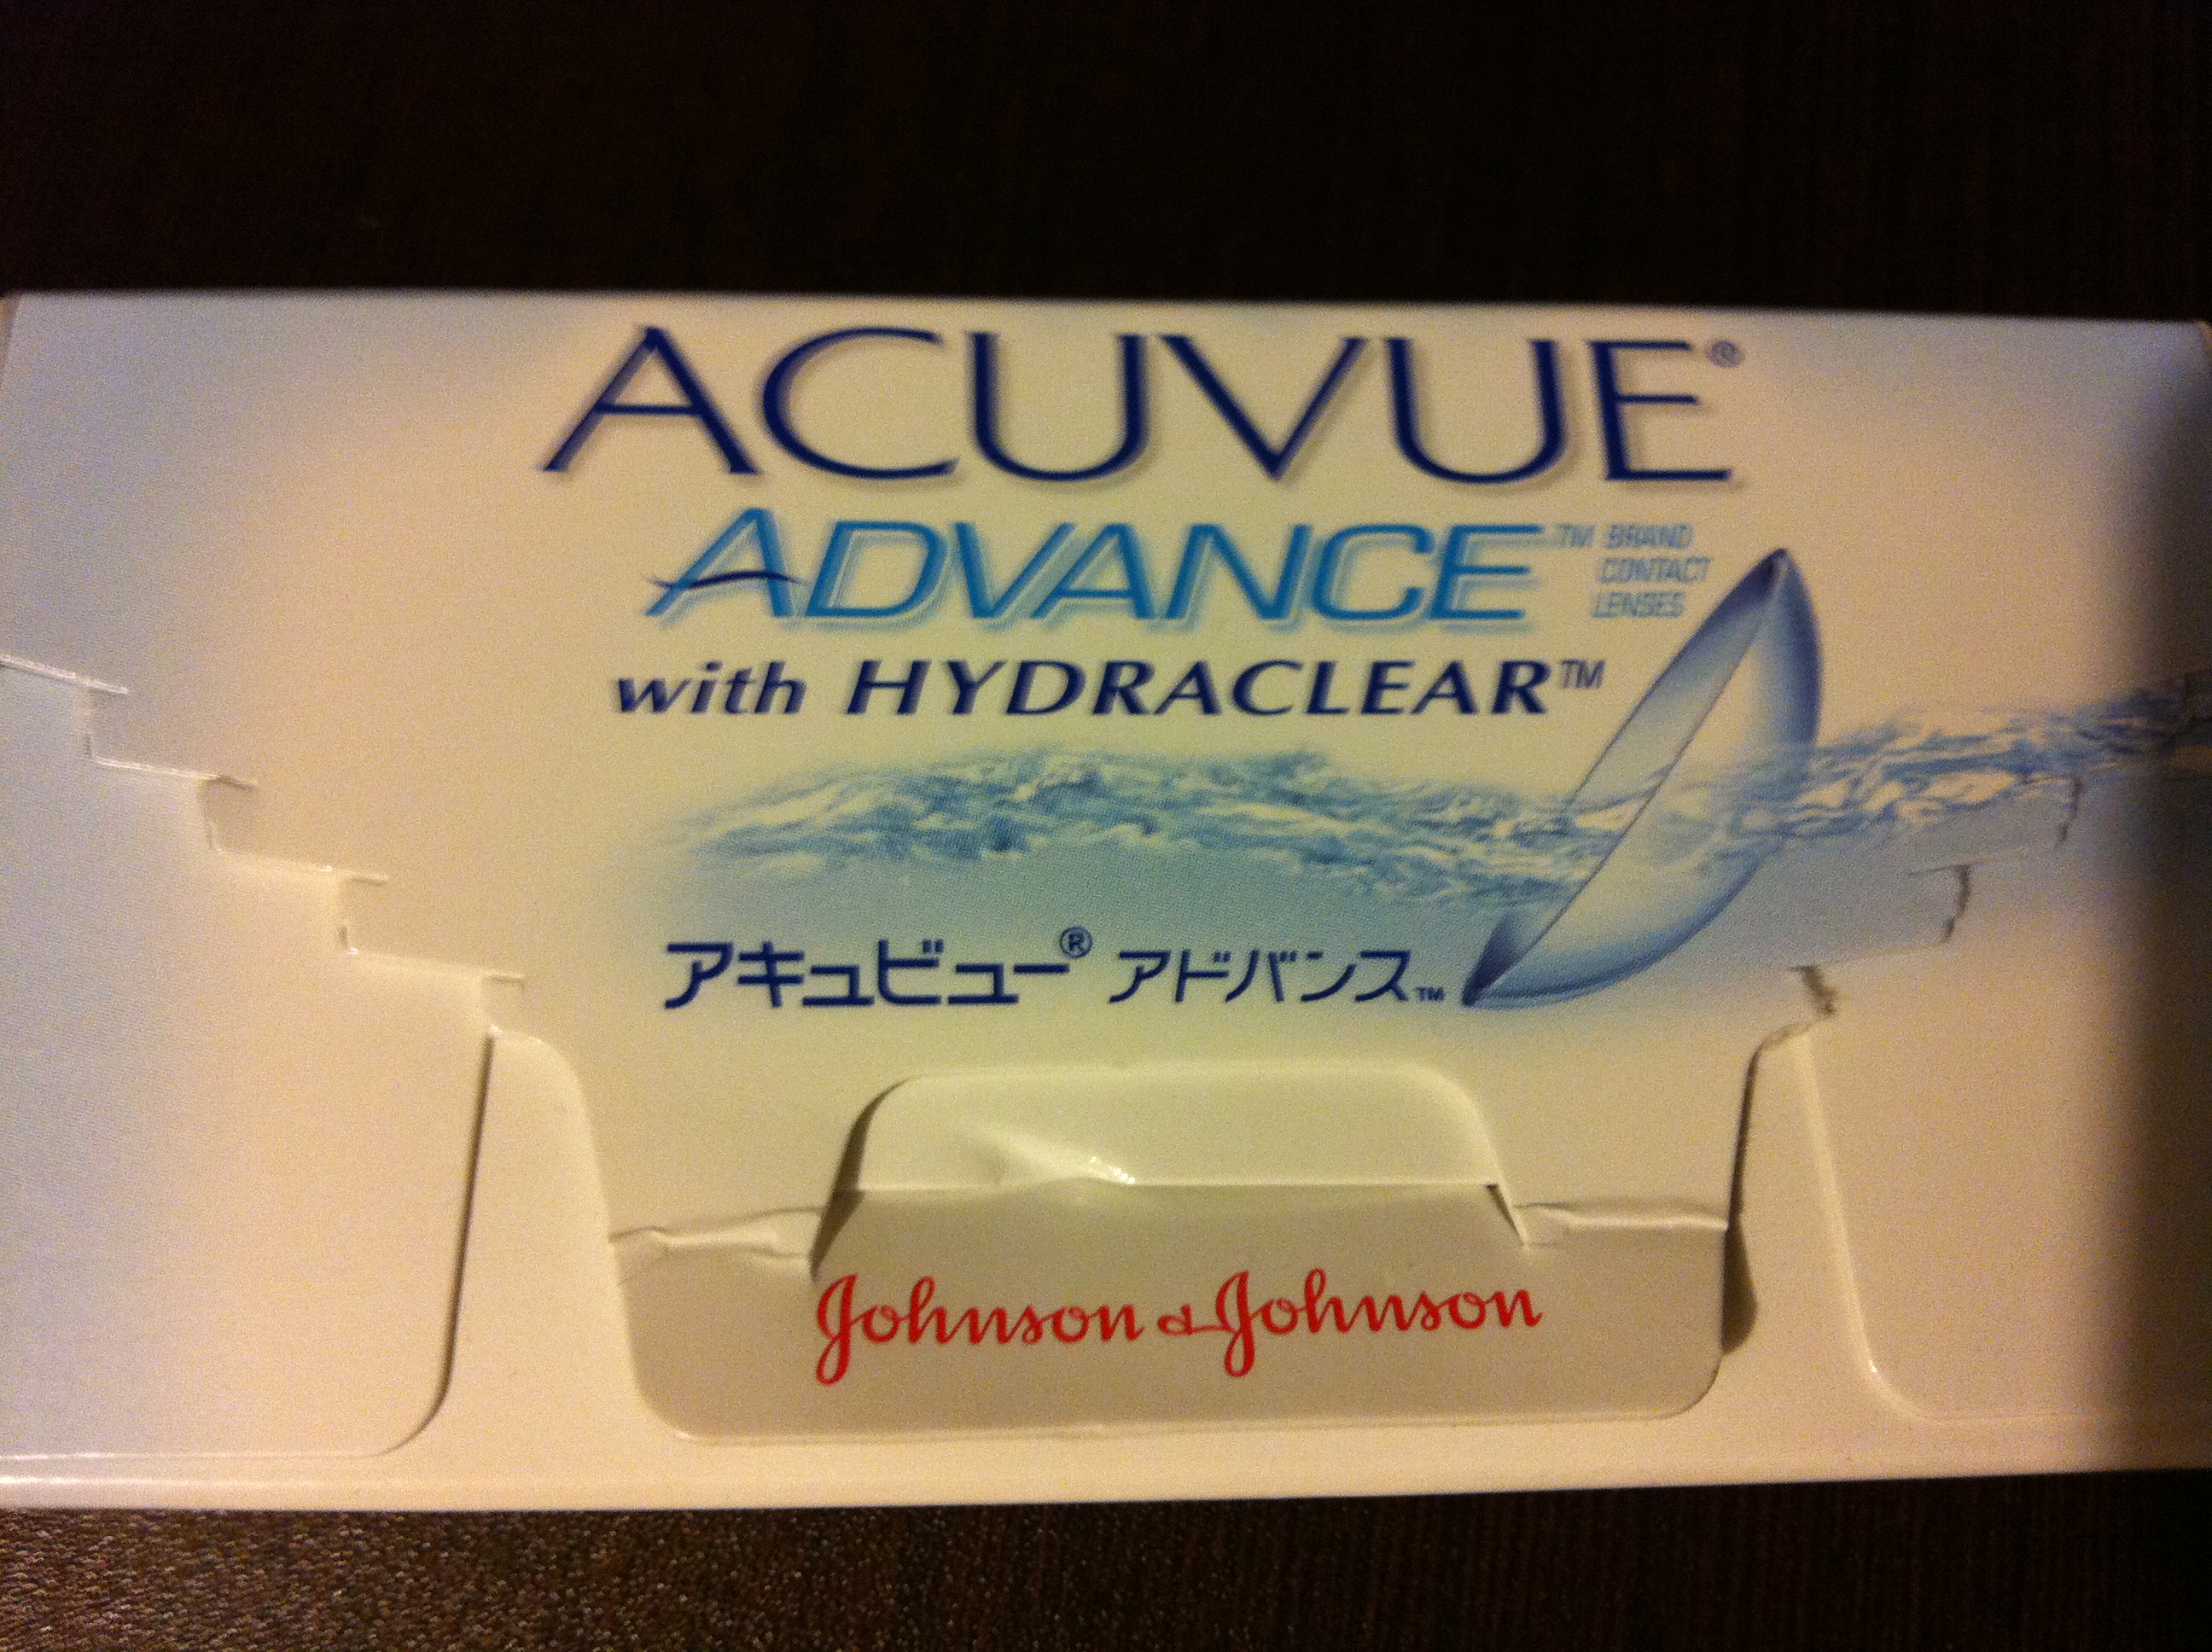 ACUVUE®
ADVANCE™ BRAND
CONTACT
LENSES
with HYDRACLEAR™
アキュビュー® アドバンス™
Johnson & Johnson